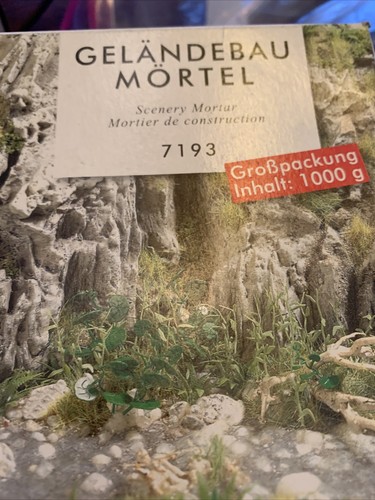 GELÄNDEBAU
MÖRTEL
Scenery Mortar
Mortier de construction
7193
Großpackung
Inhalt: 1000 g